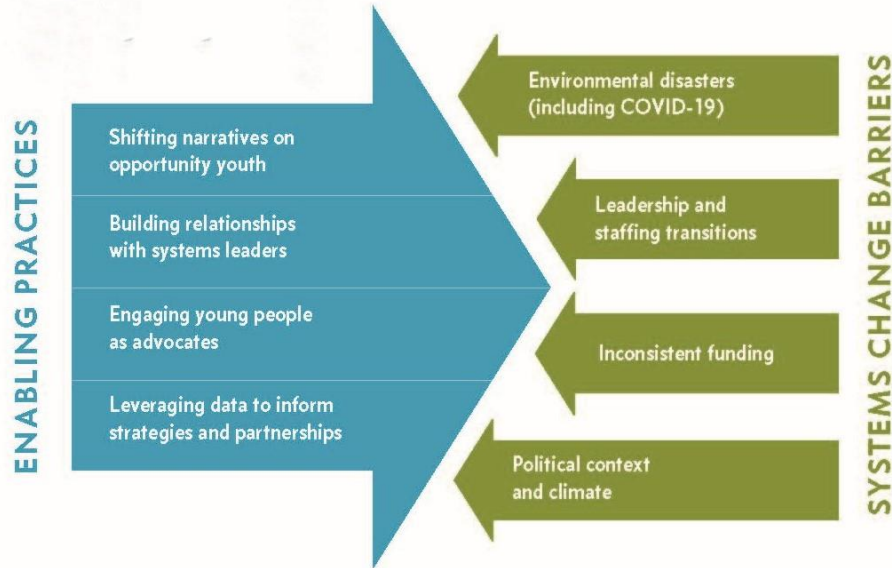 ENABLING PRACTICES
Shifting narratives on
opportunity youth
Building relationships
with systems leaders
Engaging young people
as advocates
Leveraging data to inform
strategies and partnerships
Environmental disasters
(including COVID-19)
Leadership and
staffing transitions
Inconsistent funding
Political context
and climate
SYSTEMS CHANGE BARRIERS